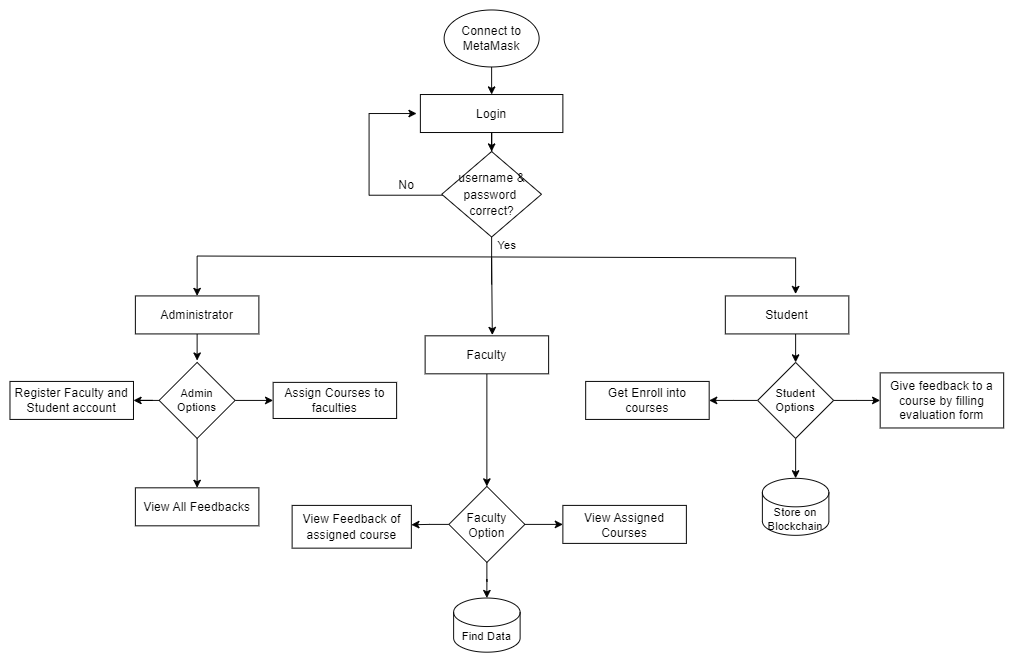 Connect to
MetaMask
Login
username &
password
correct?
No
Yes
Administrator
Student
Faculty
Register Faculty and
Student account
Admin
Options
Assign Courses to
faculties
Get Enroll into
courses
Student
Options
Give feedback to a
course by filling
evaluation form
View All Feedbacks
View Feedback of
assigned course
Faculty
Option
View Assigned
Courses
Store on
Blockchain
Find Data